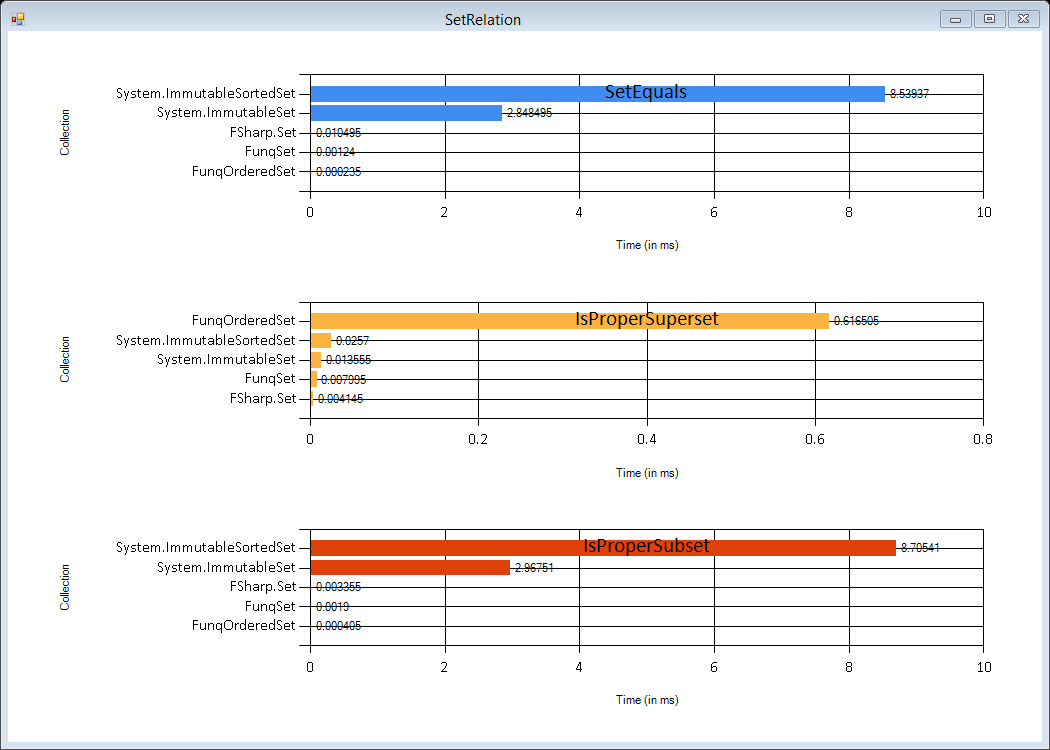 SetRelation
SetEquals
Collection
System.ImmutableSortedSet 8.53937
System.ImmutableSet 2.848495
FSharp.Set 0.010495
FunqSet 0.00124
FunqOrderedSet 0.000235
0 2 4 6 8 10
Time (in ms)
IsProperSuperset
Collection
FunqOrderedSet 0.616505
System.ImmutableSortedSet 0.0257
System.ImmutableSet 0.013555
FunqSet 0.007995
FSharp.Set 0.004145
0 0.2 0.4 0.6 0.8
Time (in ms)
IsProperSubset
Collection
System.ImmutableSortedSet 8.70541
System.ImmutableSet 2.96751
FSharp.Set 0.003355
FunqSet 0.0019
FunqOrderedSet 0.000405
0 2 4 6 8 10
Time (in ms)